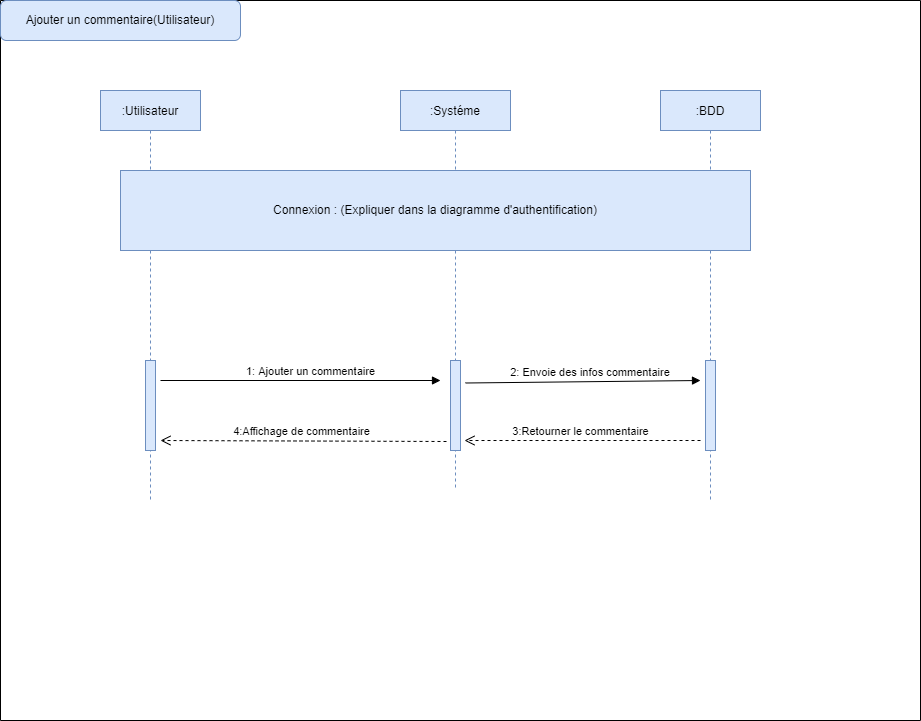 Ajouter un commentaire(Utilisateur)
:Utilisateur
:Systéme
:BDD
Connexion : (Expliquer dans la diagramme d'authentification)
1: Ajouter un commentaire
2: Envoie des infos commentaire
4:Affichage de commentaire
3:Retourner le commentaire